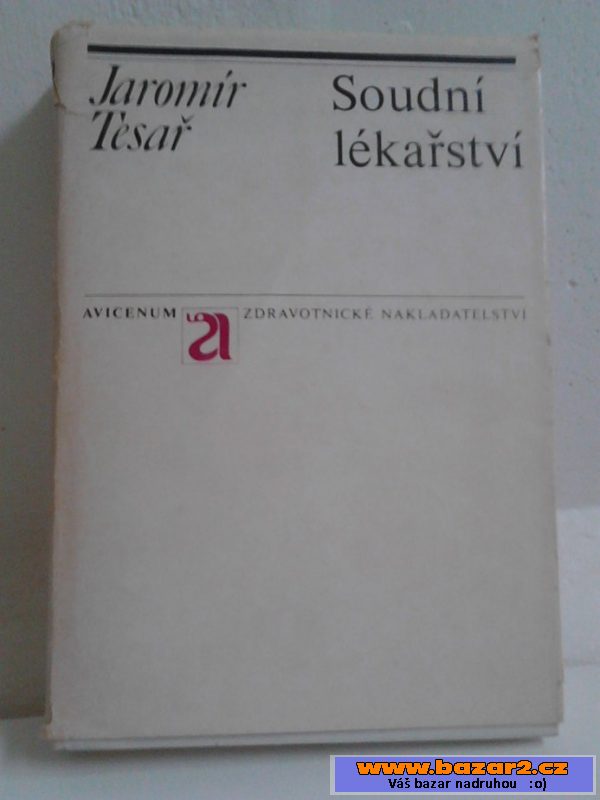 Jaromír
Tesař
Soudní
lékařství
AVICENUM ZDRAVOTNICKÉ NAKLADATELSTVÍ
www.bazar2.cz
Váš bazar nadruhou :o)